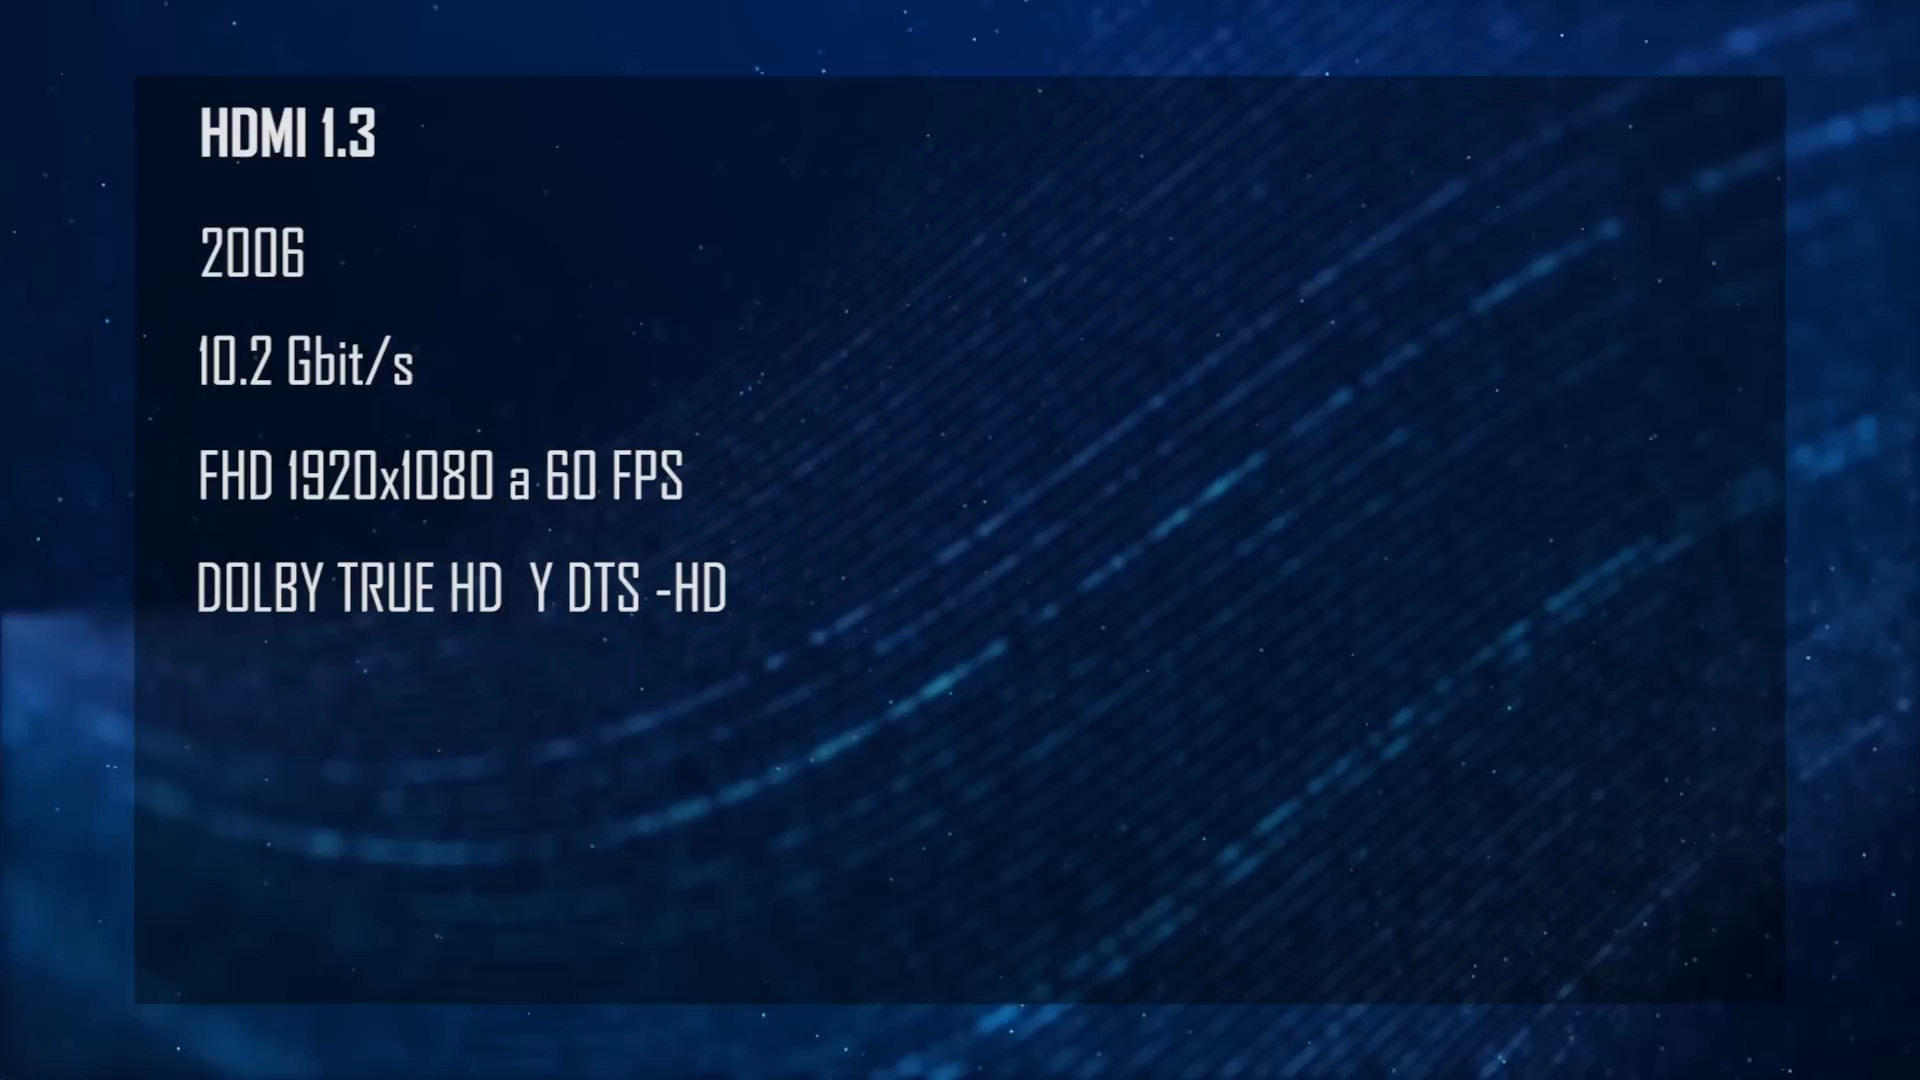 HDMI 1.3
2006
10.2 Gbit/s
FHD 1920x1080 a 60 FPS
DOLBY TRUE HD Y DTS -HD